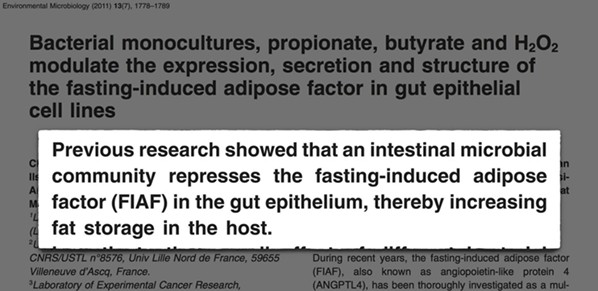 Environmental Microbiology (2011) 13(7), 1778–1789
Bacterial monocultures, propionate, butyrate and H₂O₂
modulate the expression, secretion and structure of
the fasting-induced adipose factor in gut epithelial
cell lines
Previous research showed that an intestinal microbial
community represses the fasting-induced adipose
factor (FIAF) in the gut epithelium, thereby increasing
fat storage in the host.
CNRS/USTL n°8576, Univ Lille Nord de France, 59655
Villeneuve d'Ascq, France.
³Laboratory of Experimental Cancer Research,
During recent years, the fasting-induced adipose factor
(FIAF), also known as angiopoietin-like protein 4
(ANGPTL4), has been thoroughly investigated as a mul-